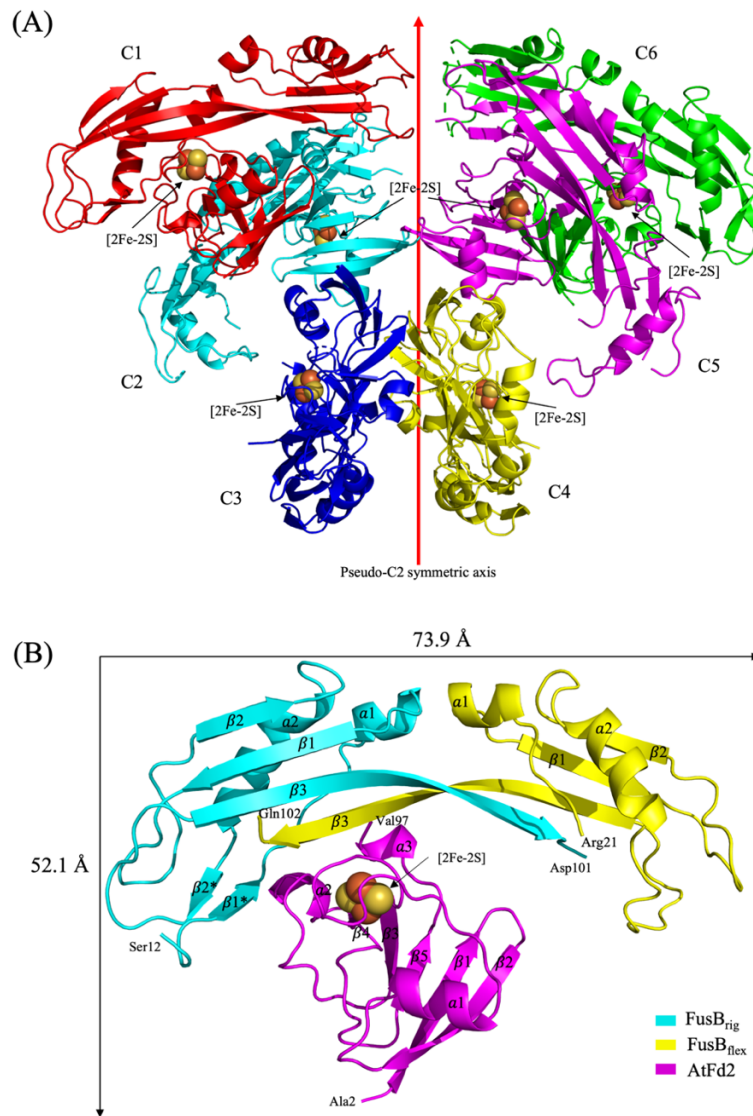 (A)
C1
C6
[2Fe-2S]
[2Fe-2S]
[2Fe-2S]
C2
C5
[2Fe-2S]
[2Fe-2S]
C3
C4
Pseudo-C2 symmetric axis
(B)
73.9 Å
52.1 Å
β2
α2
α1
β1
β3
Gln102
β3
Val97
α1
α2
β1
β2
Arg21
Asp101
[2Fe-2S]
α3
α2
β2*
β1*
Ser12
β4
β3
β5
β1
β2
α1
Ala2
FusBrig
FusBflex
AtFd2